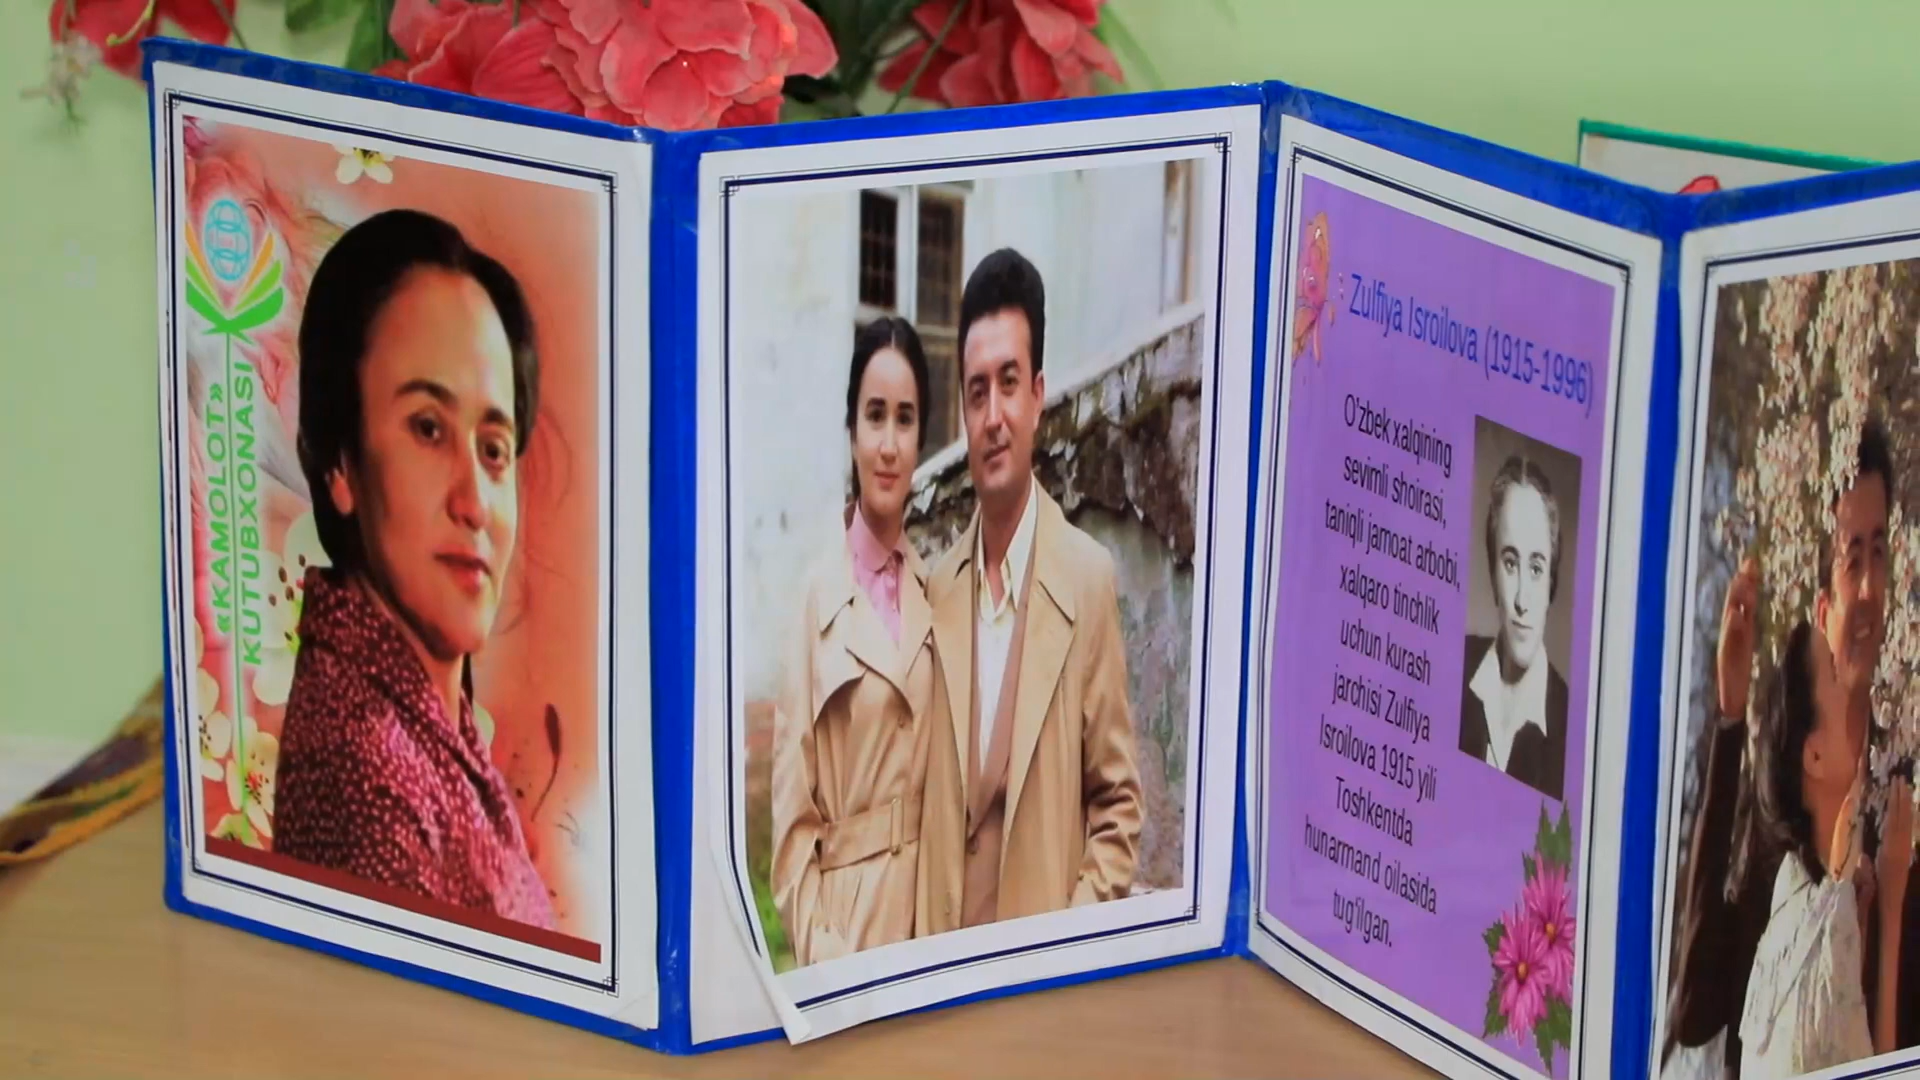 «KAMOLOT»
KUTUBXONASI
Zulfiya Isroilova (1915-1996)
O'zbek xalqining
sevimli shoirasi,
taniqli jamoat arbobi,
xalqaro tinchlik
uchun kurash
jarchisi Zulfiya
Isroilova 1915 yili
Toshkentda
hunarmand oilasida
tug'ilgan.